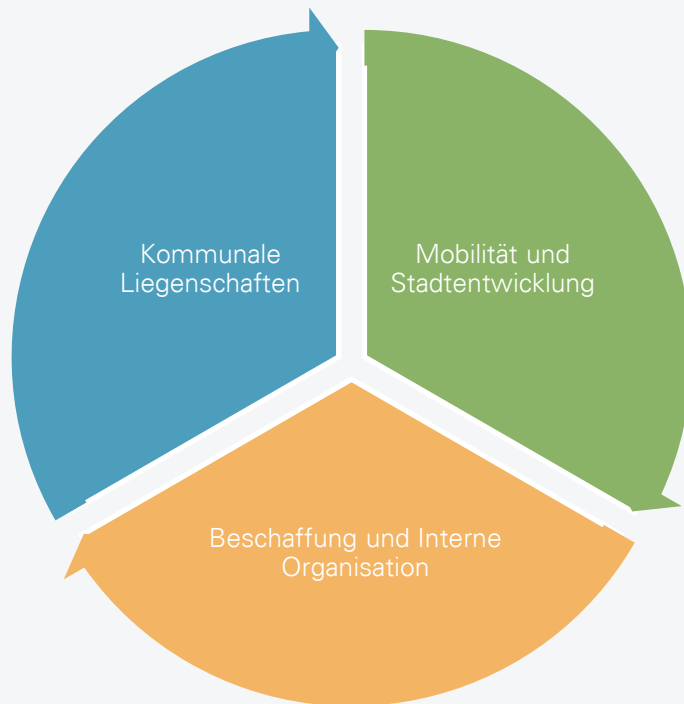 Kommunale
Liegenschaften
Mobilität und
Stadtentwicklung
Beschaffung und Interne
Organisation